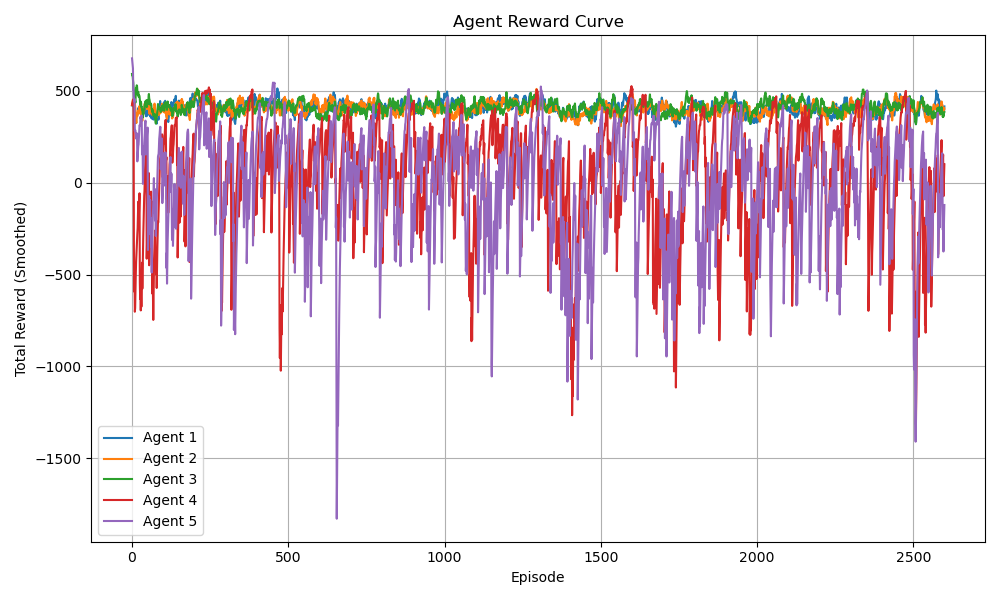 Agent Reward Curve
Total Reward (Smoothed)
500
0
−500
−1000
−1500
Agent 1
Agent 2
Agent 3
Agent 4
Agent 5
0 500 1000 1500 2000 2500
Episode